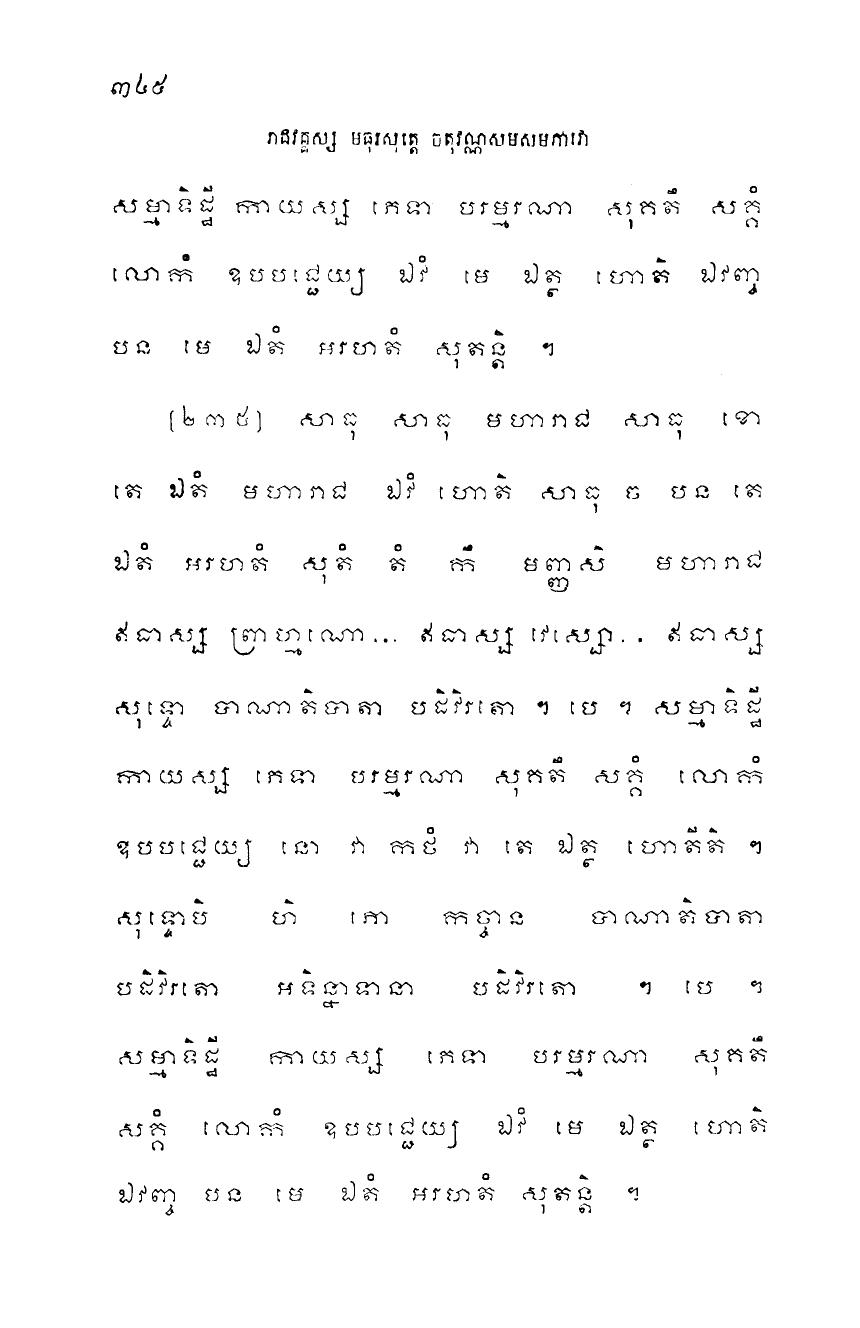 ៣៤៥
រាជវគ្គស្ស មធុរសុត្តេ ចតុវណ្ណសមសមភាវោ
សម្មាទិដ្ឋី កាយស្ស ភេទា បរម្មរណា សុគតឹ សគ្គំ
លោកំ ឧបបជ្ជេយ្យ ឯវំ មេ ឯត្ថ ហោតិ ឯវញ្ច
បន មេ ឯតំ អរហតំ សុតន្តិ ។
[២៣៥] សាធុ សាធុ មហារាជ សាធុ ខោ
តេ ឯតំ មហារាជ ឯវំ ហោតិ សាធុ ច បន តេ
ឯតំ អរហតំ សុតំ តំ កឹ មញ្ញសិ មហារាជ
ឥធាស្ស ព្រាហ្មណោ... ឥធាស្ស វេស្សោ.. ឥធាស្ស
សុទ្ទោ បាណាតិបាតា បដិវិរតោ ។ បេ ។ សម្មាទិដ្ឋី
កាយស្ស ភេទា បរម្មរណា សុគតឹ សគ្គំ លោកំ
ឧបបជ្ជេយ្យ នោ វា កថំ វា តេ ឯត្ថ ហោតីតិ ។
សុទ្ទោបិ ហិ ភោ កច្ចាន បាណាតិបាតា
បដិវិរតោ អទិន្នាទានា បដិវិរតោ ។ បេ ។
សម្មាទិដ្ឋី កាយស្ស ភេទា បរម្មរណា សុគតឹ
សគ្គំ លោកំ ឧបបជ្ជេយ្យ ឯវំ មេ ឯត្ថ ហោតិ
ឯវញ្ច បន មេ ឯតំ អរហតំ សុតន្តិ ។